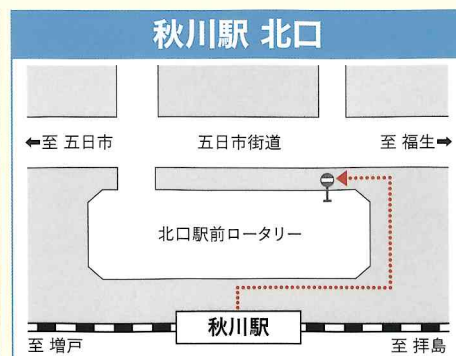 秋川駅 北口
←至 五日市
五日市街道
至 福生→
北口駅前ロータリー
秋川駅
至 増戸
至 拝島